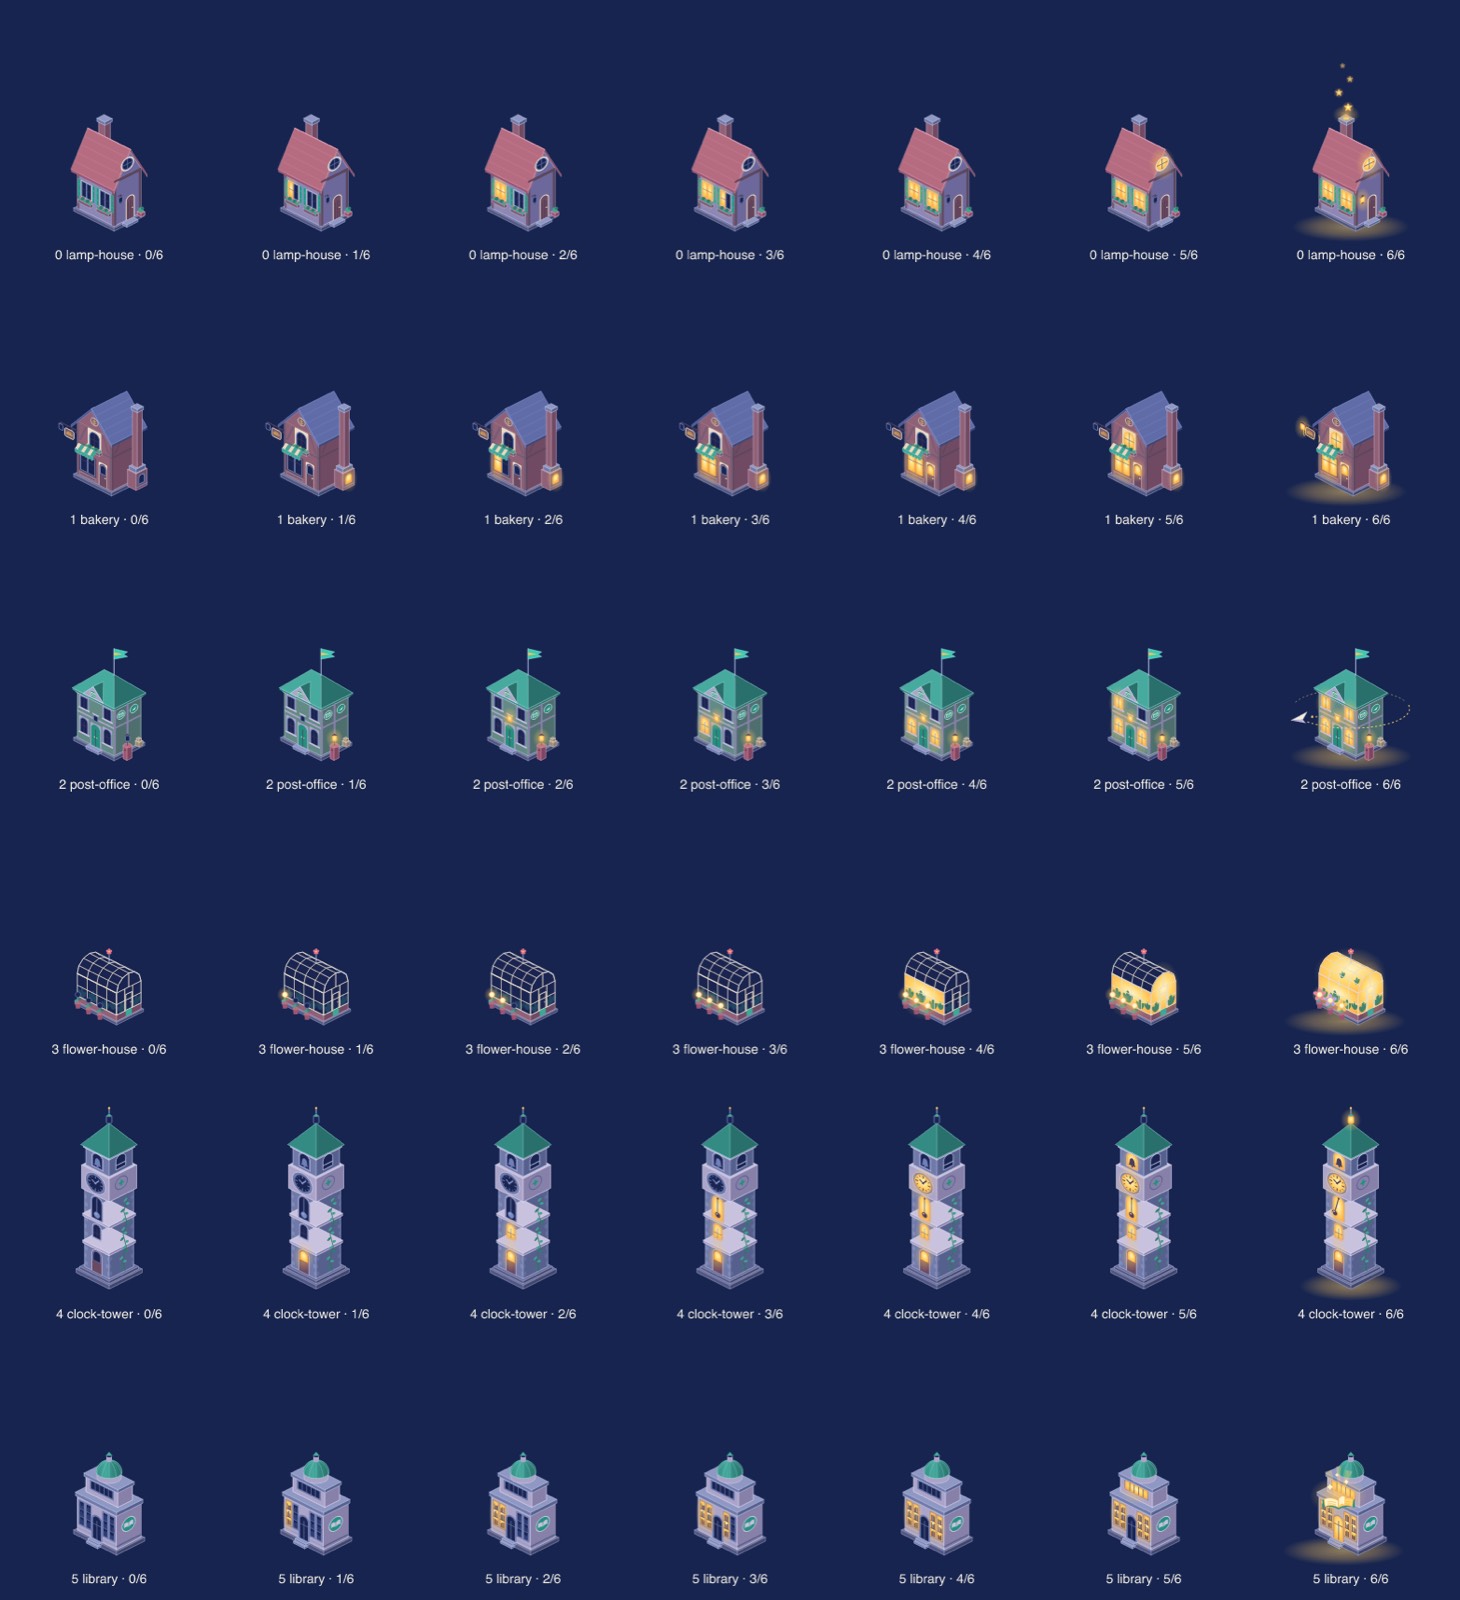 0 lamp-house · 0/6
0 lamp-house · 1/6
0 lamp-house · 2/6
0 lamp-house · 3/6
0 lamp-house · 4/6
0 lamp-house · 5/6
0 lamp-house · 6/6
1 bakery · 0/6
1 bakery · 1/6
1 bakery · 2/6
1 bakery · 3/6
1 bakery · 4/6
1 bakery · 5/6
1 bakery · 6/6
2 post-office · 0/6
2 post-office · 1/6
2 post-office · 2/6
2 post-office · 3/6
2 post-office · 4/6
2 post-office · 5/6
2 post-office · 6/6
3 flower-house · 0/6
3 flower-house · 1/6
3 flower-house · 2/6
3 flower-house · 3/6
3 flower-house · 4/6
3 flower-house · 5/6
3 flower-house · 6/6
4 clock-tower · 0/6
4 clock-tower · 1/6
4 clock-tower · 2/6
4 clock-tower · 3/6
4 clock-tower · 4/6
4 clock-tower · 5/6
4 clock-tower · 6/6
5 library · 0/6
5 library · 1/6
5 library · 2/6
5 library · 3/6
5 library · 4/6
5 library · 5/6
5 library · 6/6